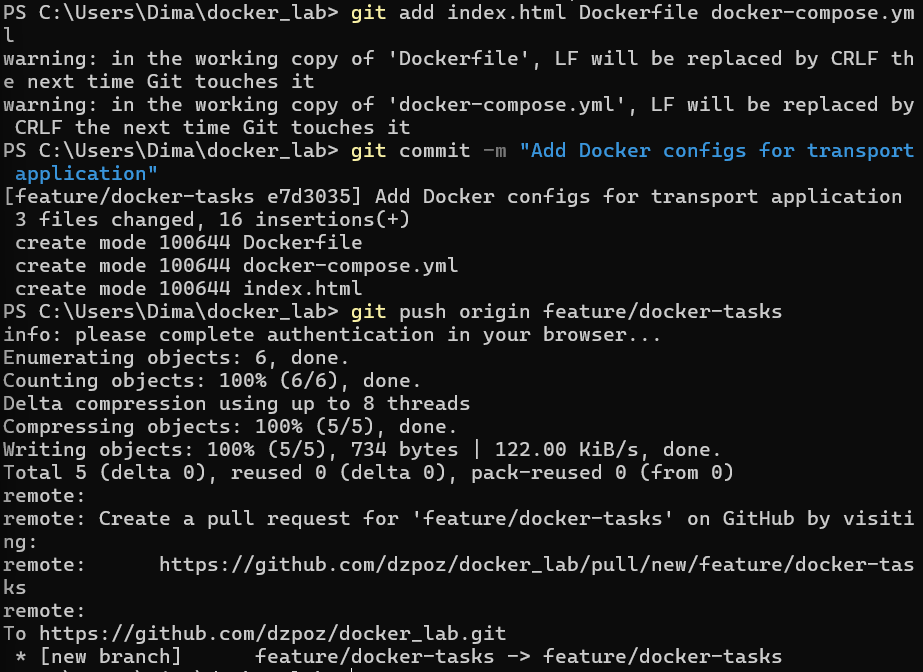 PS C:\Users\Dima\docker_lab> git add index.html Dockerfile docker-compose.ym
l
warning: in the working copy of 'Dockerfile', LF will be replaced by CRLF th
e next time Git touches it
warning: in the working copy of 'docker-compose.yml', LF will be replaced by
 CRLF the next time Git touches it
PS C:\Users\Dima\docker_lab> git commit -m "Add Docker configs for transport
 application"
[feature/docker-tasks e7d3035] Add Docker configs for transport application
 3 files changed, 16 insertions(+)
 create mode 100644 Dockerfile
 create mode 100644 docker-compose.yml
 create mode 100644 index.html
PS C:\Users\Dima\docker_lab> git push origin feature/docker-tasks
info: please complete authentication in your browser...
Enumerating objects: 6, done.
Counting objects: 100% (6/6), done.
Delta compression using up to 8 threads
Compressing objects: 100% (5/5), done.
Writing objects: 100% (5/5), 734 bytes | 122.00 KiB/s, done.
Total 5 (delta 0), reused 0 (delta 0), pack-reused 0 (from 0)
remote:
remote: Create a pull request for 'feature/docker-tasks' on GitHub by visiti
ng:
remote:      https://github.com/dzpoz/docker_lab/pull/new/feature/docker-tas
ks
remote:
To https://github.com/dzpoz/docker_lab.git
 * [new branch]      feature/docker-tasks -> feature/docker-tasks